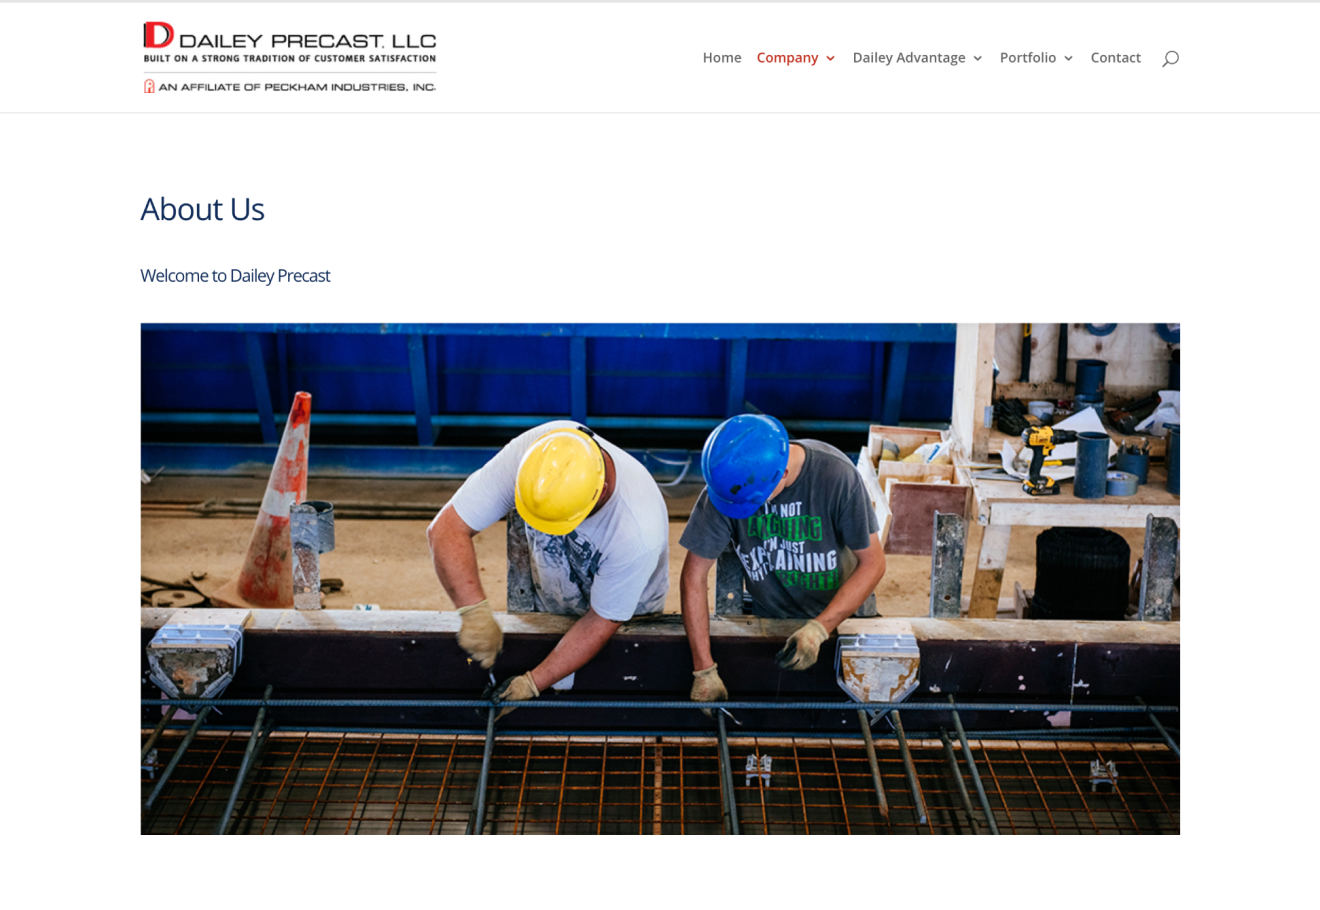 DAILEY PRECAST, LLC
BUILT ON A STRONG TRADITION OF CUSTOMER SATISFACTION
AN AFFILIATE OF PECKHAM INDUSTRIES, INC.
Home Company Dailey Advantage Portfolio Contact
About Us
Welcome to Dailey Precast
I'M NOT
ARGUING
I'M JUST
EXPLAINING
WHY I'M
RIGHT